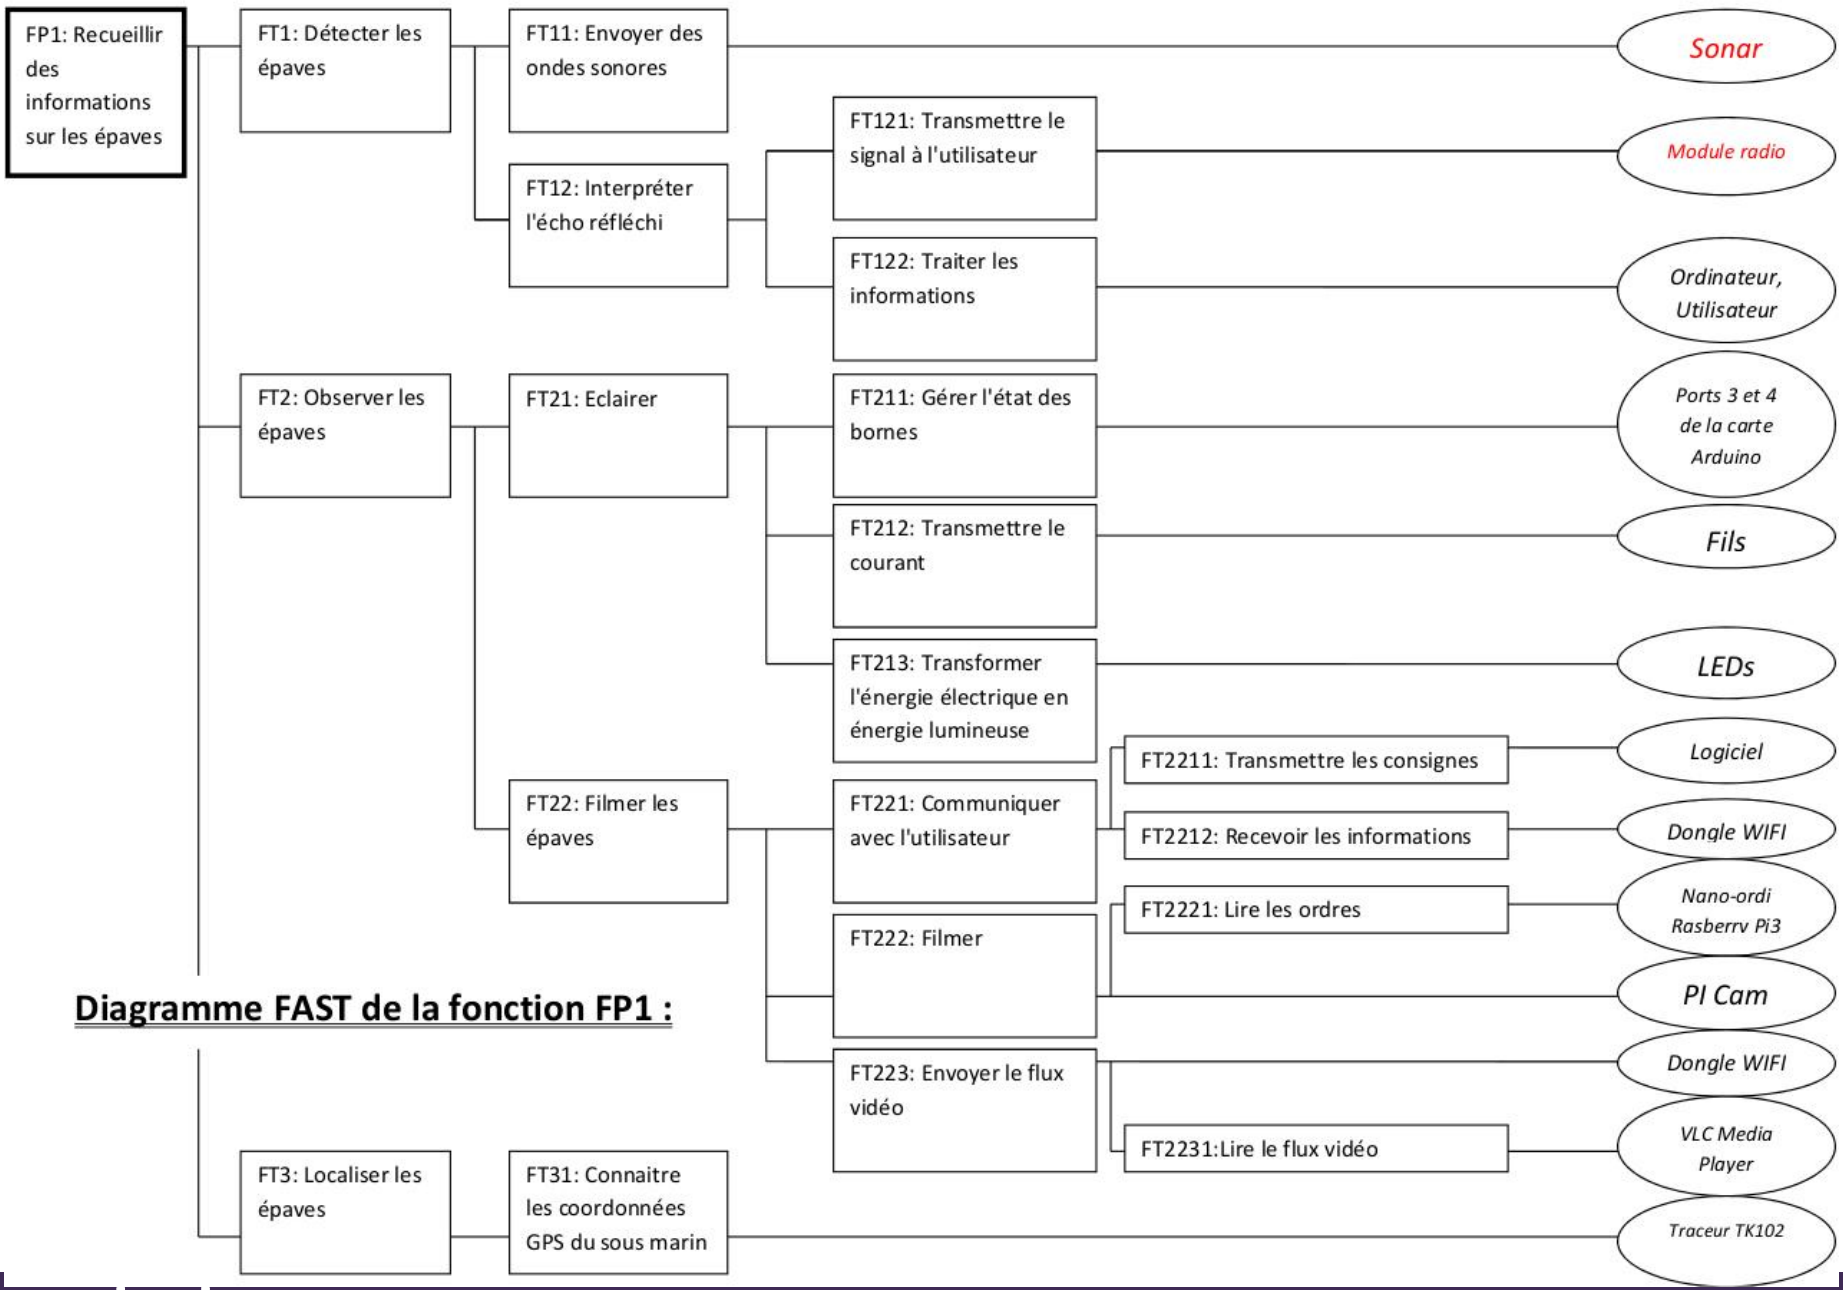 FP1: Recueillir
des
informations
sur les épaves
FT1: Détecter les
épaves
FT11: Envoyer des
ondes sonores
Sonar
FT12: Interpréter
l'écho réfléchi
FT121: Transmettre le
signal à l'utilisateur
Module radio
FT122: Traiter les
informations
Ordinateur,
Utilisateur
FT2: Observer les
épaves
FT21: Eclairer
FT211: Gérer l'état des
bornes
Ports 3 et 4
de la carte
Arduino
FT212: Transmettre le
courant
Fils
FT213: Transformer
l'énergie électrique en
énergie lumineuse
LEDs
FT22: Filmer les
épaves
FT221: Communiquer
avec l'utilisateur
FT2211: Transmettre les consignes
Logiciel
FT2212: Recevoir les informations
Dongle WIFI
FT222: Filmer
FT2221: Lire les ordres
Nano-ordi
Rasberry Pi3
PI Cam
FT223: Envoyer le flux
vidéo
Dongle WIFI
FT2231:Lire le flux vidéo
VLC Media
Player
Diagramme FAST de la fonction FP1 :
FT3: Localiser les
épaves
FT31: Connaitre
les coordonnées
GPS du sous marin
Traceur TK102